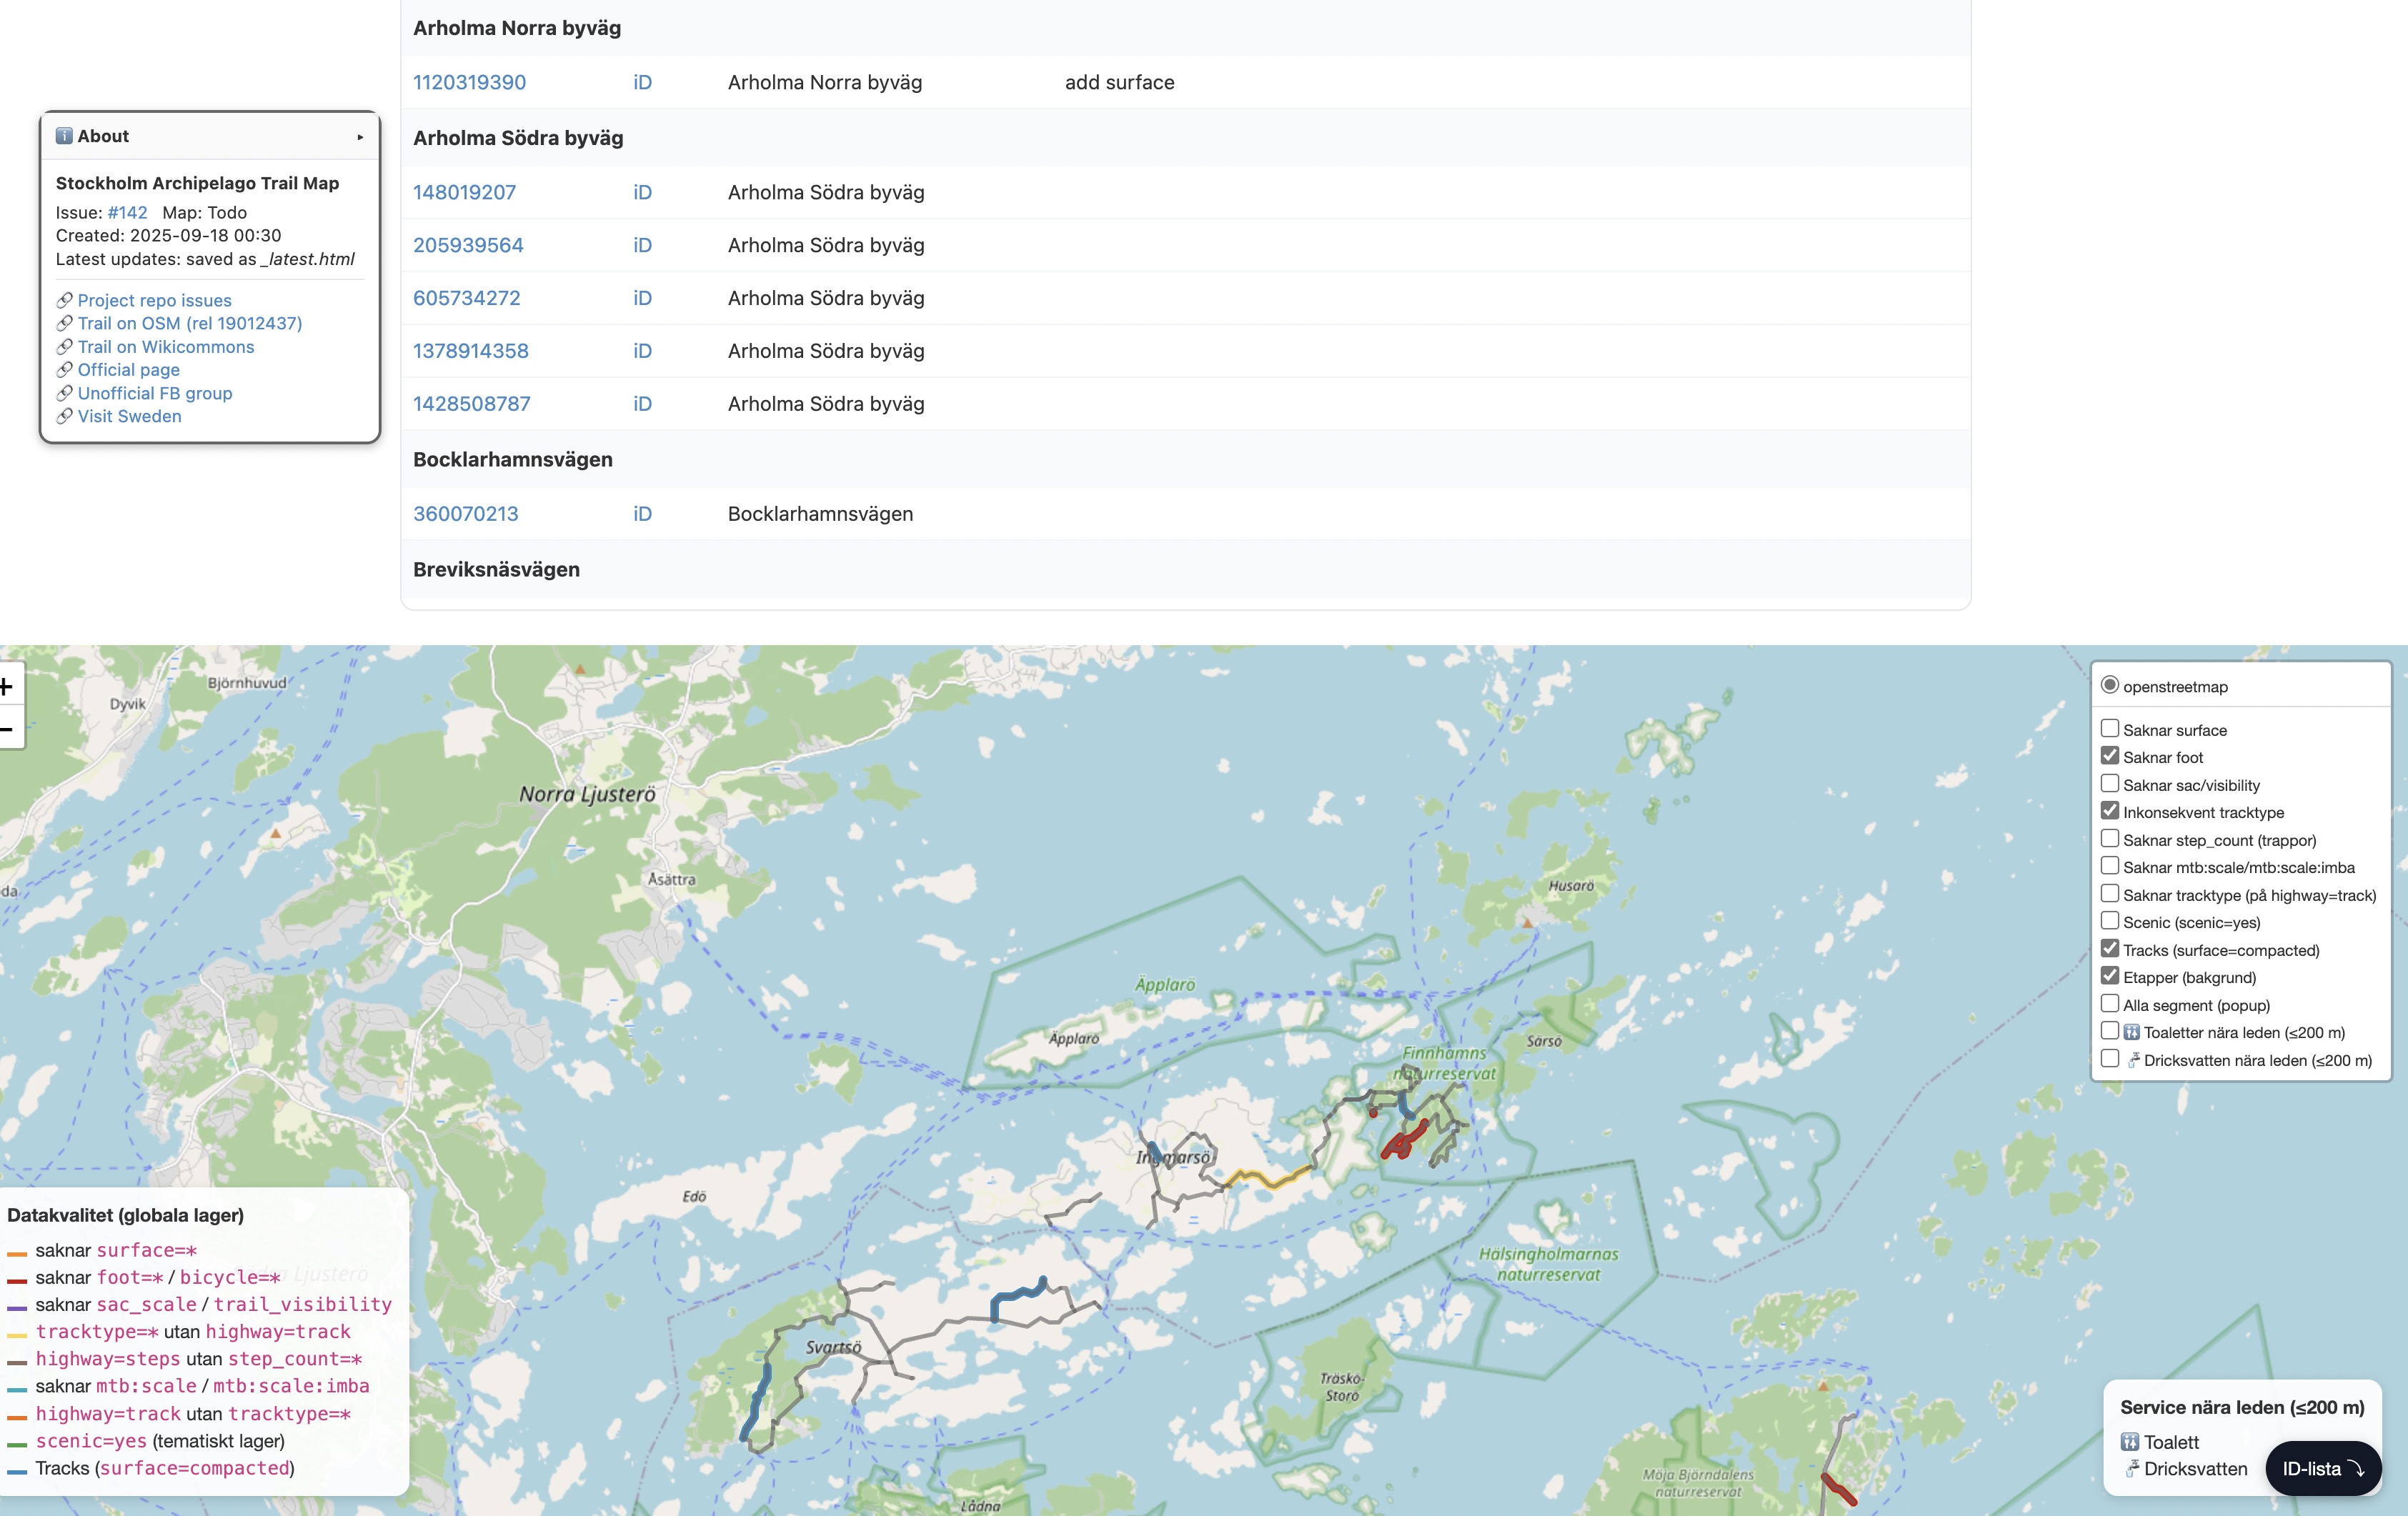 Arholma Norra byväg
1120319390 iD Arholma Norra byväg add surface
Arholma Södra byväg
148019207 iD Arholma Södra byväg
205939564 iD Arholma Södra byväg
605734272 iD Arholma Södra byväg
1378914358 iD Arholma Södra byväg
1428508787 iD Arholma Södra byväg
Bocklarhamnsvägen
360070213 iD Bocklarhamnsvägen
Breviksnäsvägen
ℹ️ About ▸
Stockholm Archipelago Trail Map
Issue: #142 Map: Todo
Created: 2025-09-18 00:30
Latest updates: saved as _latest.html
🔗 Project repo issues
🔗 Trail on OSM (rel 19012437)
🔗 Trail on Wikicommons
🔗 Official page
🔗 Unofficial FB group
🔗 Visit Sweden
+
−
Björnhuvud
Dyvik
Norra Ljusterö
Åsättra
da
Husarö
Äpplarö
Äpplarö
Särsö
Finnhamns
naturreservat
Ingmarsö
Edö
Hälsingholmarnas
naturreservat
Svartsö
Träskö-
Storö
Möja Björndalens
naturreservat
Lådna
openstreetmap
Saknar surface
Saknar foot
Saknar sac/visibility
Inkonsekvent tracktype
Saknar step_count (trappor)
Saknar mtb:scale/mtb:scale:imba
Saknar tracktype (på highway=track)
Scenic (scenic=yes)
Tracks (surface=compacted)
Etapper (bakgrund)
Alla segment (popup)
🚻 Toaletter nära leden (≤200 m)
🚰 Dricksvatten nära leden (≤200 m)
Datakvalitet (globala lager)
saknar surface=*
saknar foot=* / bicycle=*
saknar sac_scale / trail_visibility
tracktype=* utan highway=track
highway=steps utan step_count=*
saknar mtb:scale / mtb:scale:imba
highway=track utan tracktype=*
scenic=yes (tematiskt lager)
Tracks (surface=compacted)
Service nära leden (≤200 m)
🚻 Toalett
🚰 Dricksvatten
ID-lista ⤵